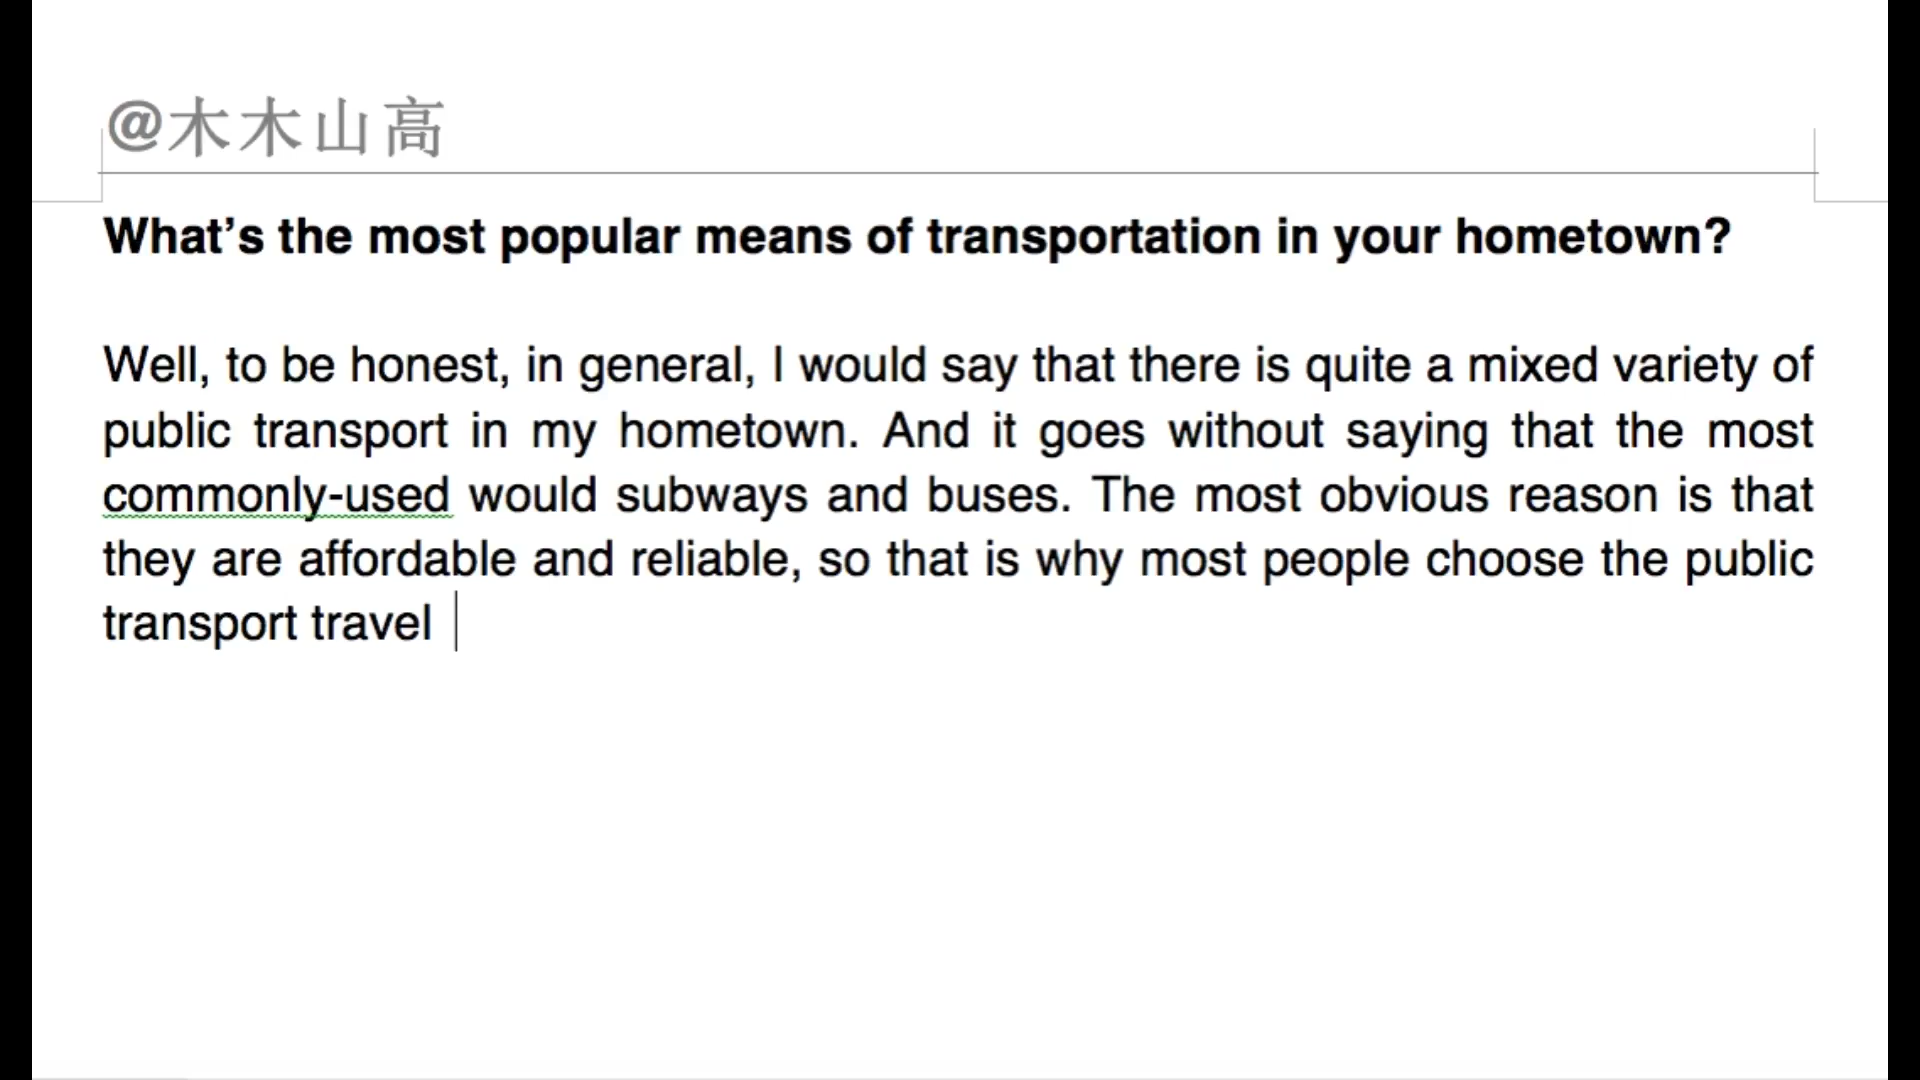 @木木山高
What’s the most popular means of transportation in your hometown?
Well, to be honest, in general, I would say that there is quite a mixed variety of
public transport in my hometown. And it goes without saying that the most
commonly-used would subways and buses. The most obvious reason is that
they are affordable and reliable, so that is why most people choose the public
transport travel